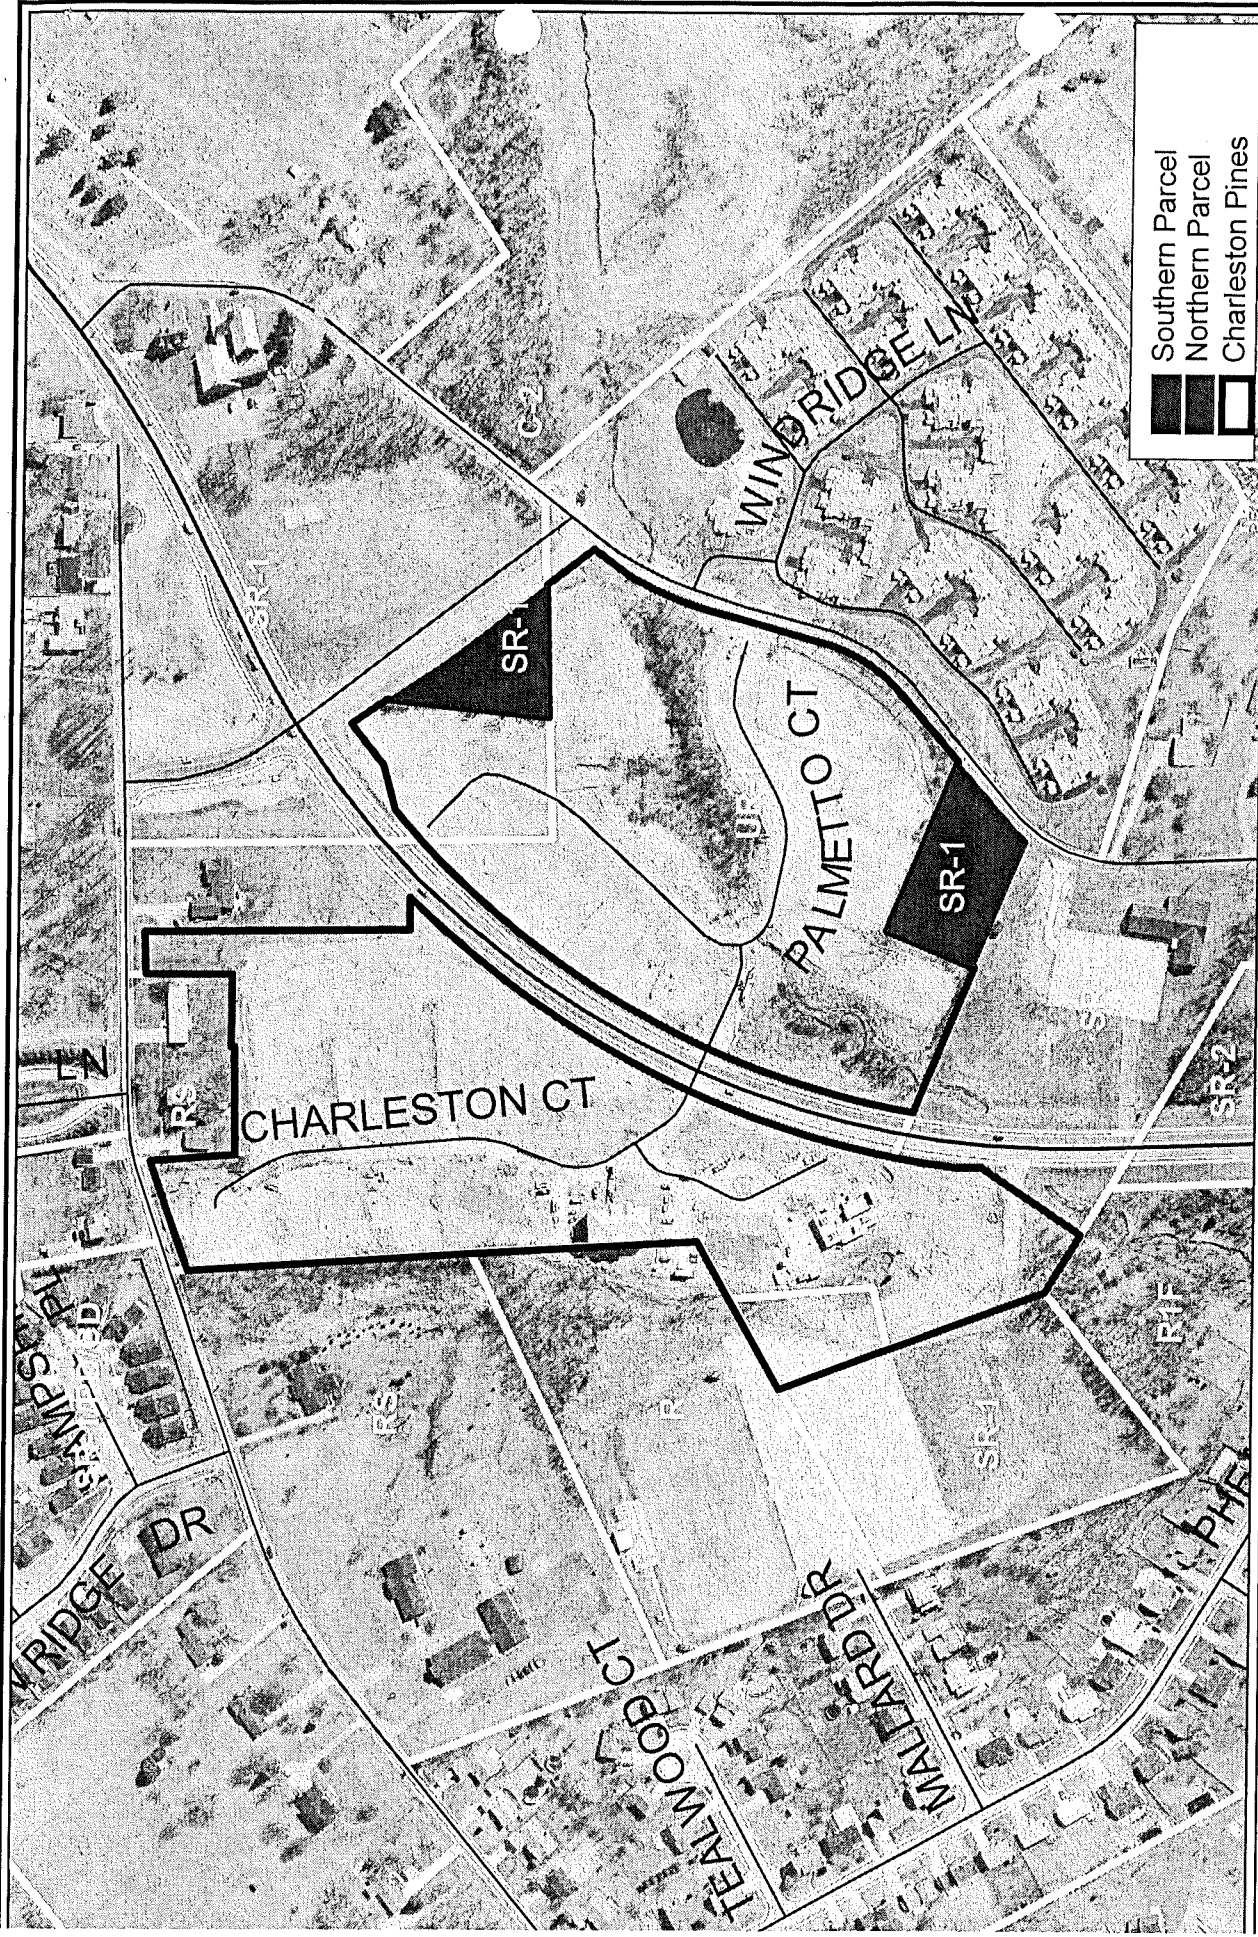 SR-1
C-2
WINDRIDGE LN
SR-1
PALMETTO CT
SR-1
LN
RS
CHARLESTON CT
SR-2
R1F
RS
R
SR-1
DR
TEALWOOD CT
MALLARD DR
Southern Parcel
Northern Parcel
Charleston Pines